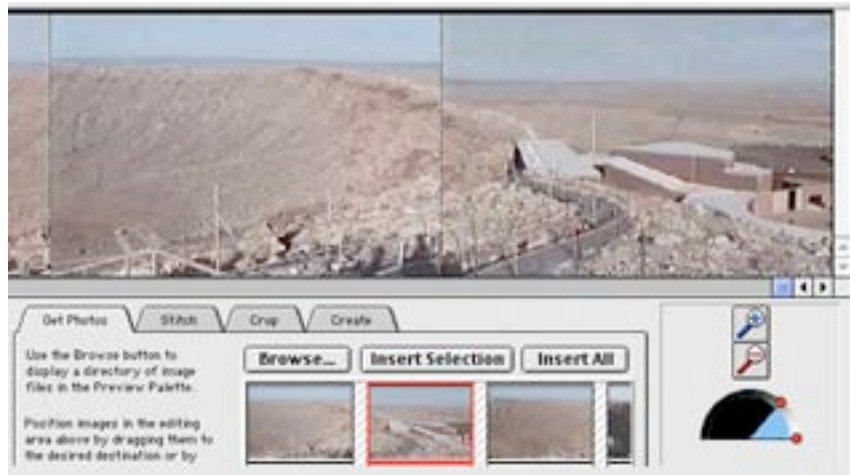 Get Photos Stitch Crop Create
Use the Browse button to
display a directory of image
files in the Preview Palette.
Browse... Insert Selection Insert All
Position images in the editing
area above by dragging them to
the desired destination or by